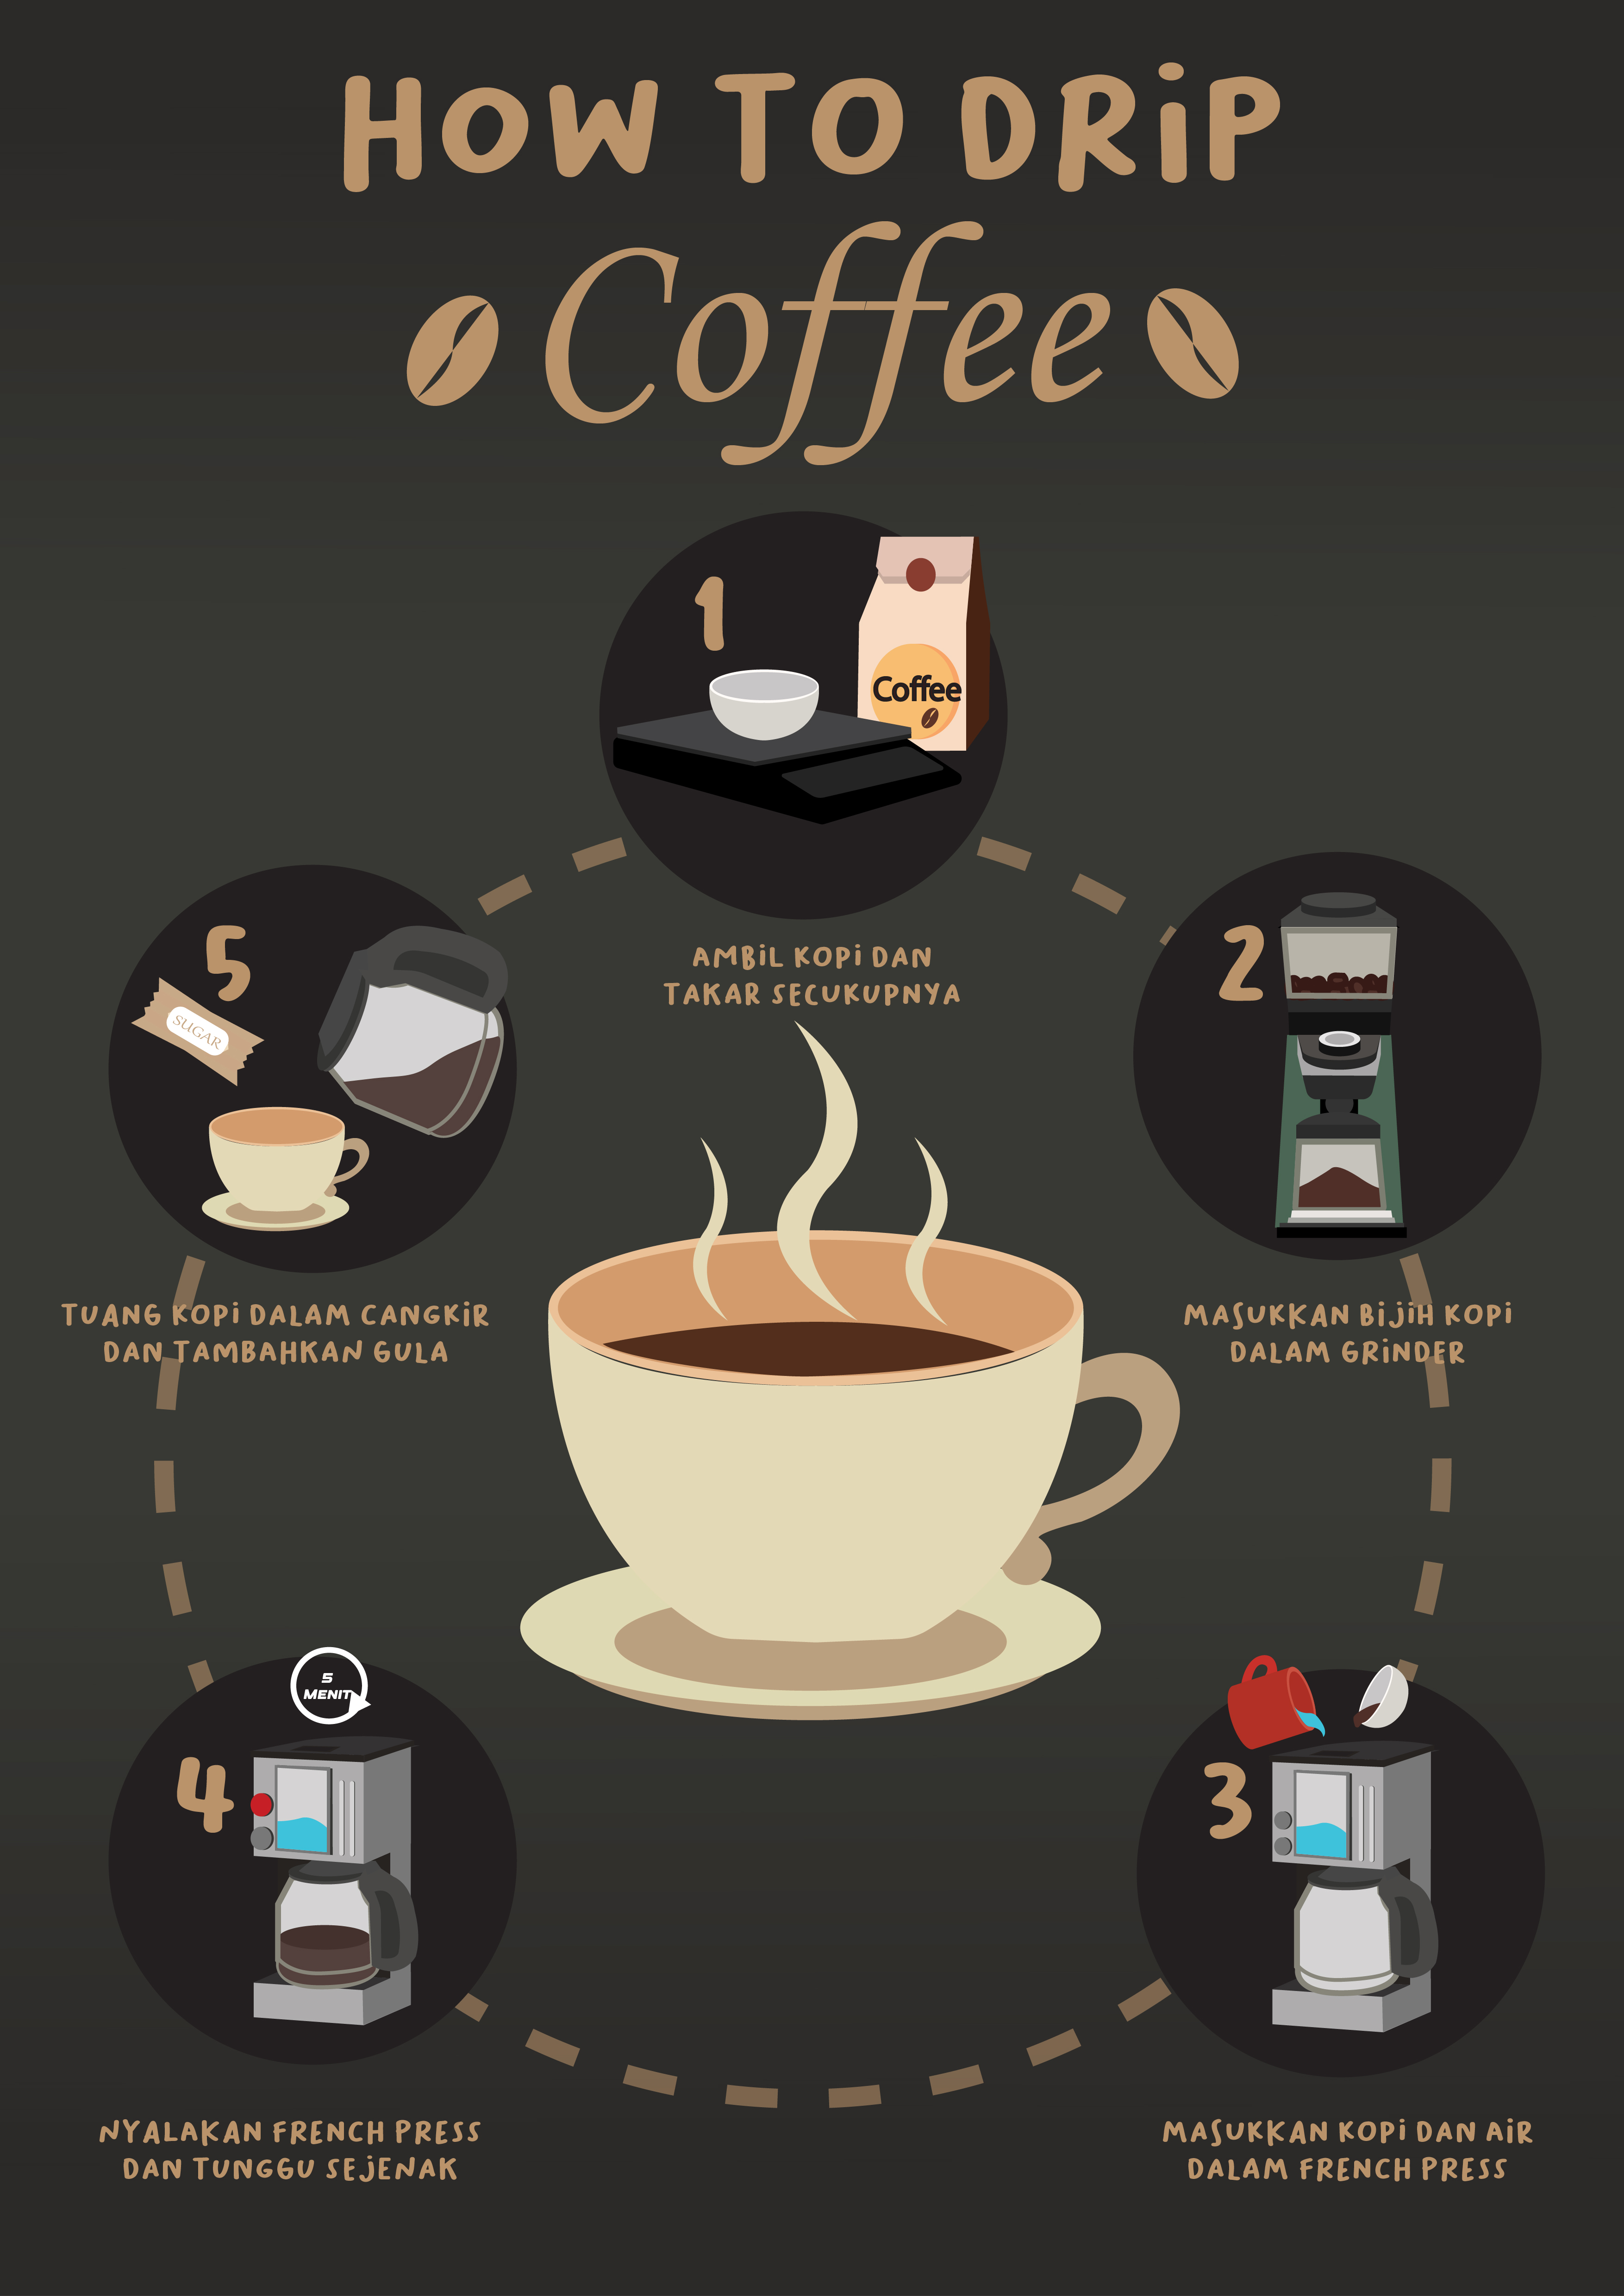 HOW TO DRiP
Coffee
1
Coffee
AMBiL KOPi DAN
TAKAR SECUKUPNYA
2
MASUKKAN BijiH KOPi
DALAM GRiNDER
3
MASUKKAN KOPi DAN AiR
DALAM FRENCH PRESS
5
MENIT
4
NYALAKAN FRENCH PRESS
DAN TUNGGU SEjENAK
5
SUGAR
TUANG KOPi DALAM CANGKiR
DAN TAMBAHKAN GULA